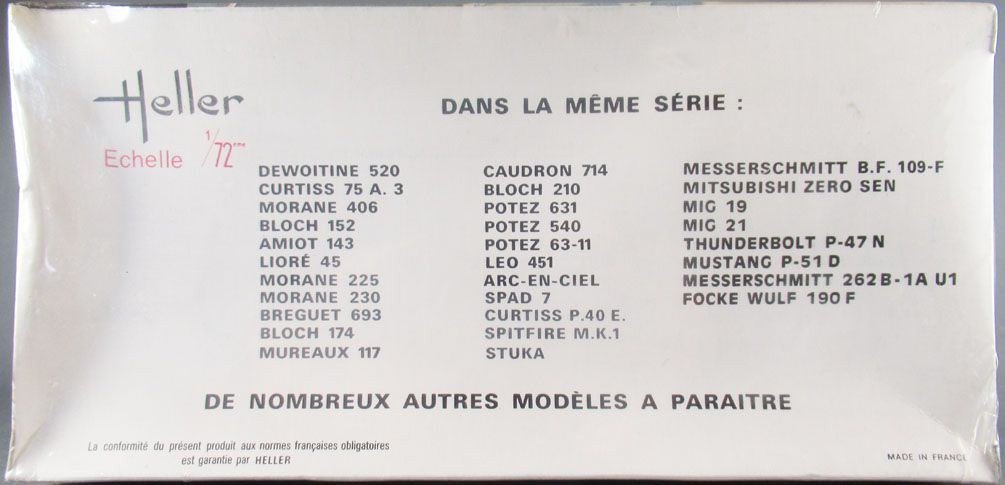 Heller
Echelle 1/72ème
DANS LA MÊME SÉRIE :
DEWOITINE 520
CURTISS 75 A. 3
MORANE 406
BLOCH 152
AMIOT 143
LIORÉ 45
MORANE 225
MORANE 230
BREGUET 693
BLOCH 174
MUREAUX 117
CAUDRON 714
BLOCH 210
POTEZ 631
POTEZ 540
POTEZ 63-11
LEO 451
ARC-EN-CIEL
SPAD 7
CURTISS P.40 E.
SPITFIRE M.K.1
STUKA
MESSERSCHMITT B.F. 109-F
MITSUBISHI ZERO SEN
MIG 19
MIG 21
THUNDERBOLT P-47 N
MUSTANG P-51 D
MESSERSCHMITT 262 B - 1A U1
FOCKE WULF 190 F
DE NOMBREUX AUTRES MODÈLES A PARAITRE
La conformité du présent produit aux normes françaises obligatoires
est garantie par HELLER
MADE IN FRANCE